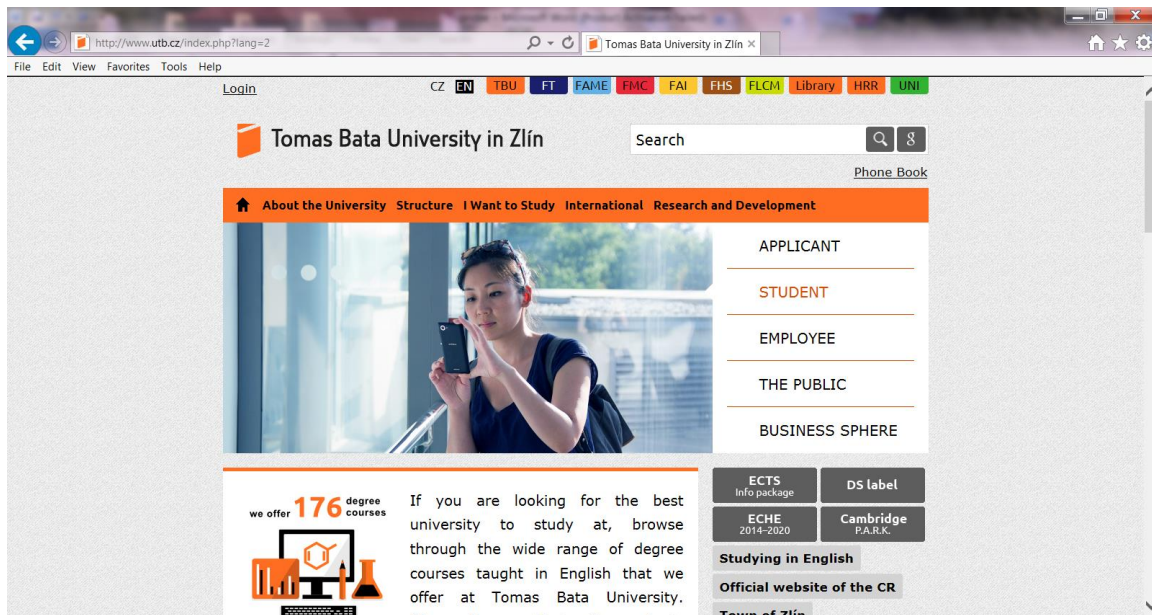 http://www.utb.cz/index.php?lang=2
Tomas Bata University in Zlín
File Edit View Favorites Tools Help
Login
CZ EN TBU FT FAME FMC FAI FHS FLCM Library HRR UNI
Tomas Bata University in Zlín
Search
8
Phone Book
About the University Structure I Want to Study International Research and Development
APPLICANT
STUDENT
EMPLOYEE
THE PUBLIC
BUSINESS SPHERE
we offer 176 degree courses
If you are looking for the best
university to study at, browse
through the wide range of degree
courses taught in English that we
offer at Tomas Bata University.
ECTS
Info package
DS label
ECHE
2014–2020
Cambridge
P.A.R.K.
Studying in English
Official website of the CR
Town of Zlín